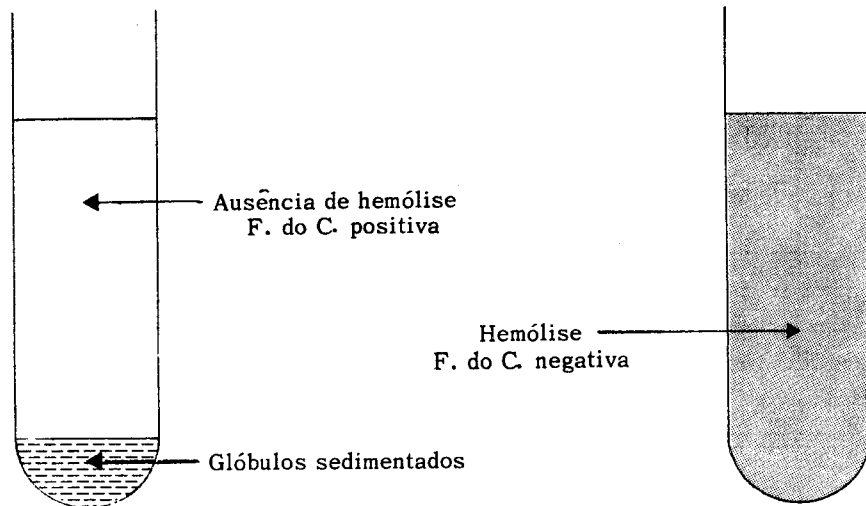 Ausência de hemólise
F. do C. positiva
Hemólise
F. do C. negativa
Glóbulos sedimentados